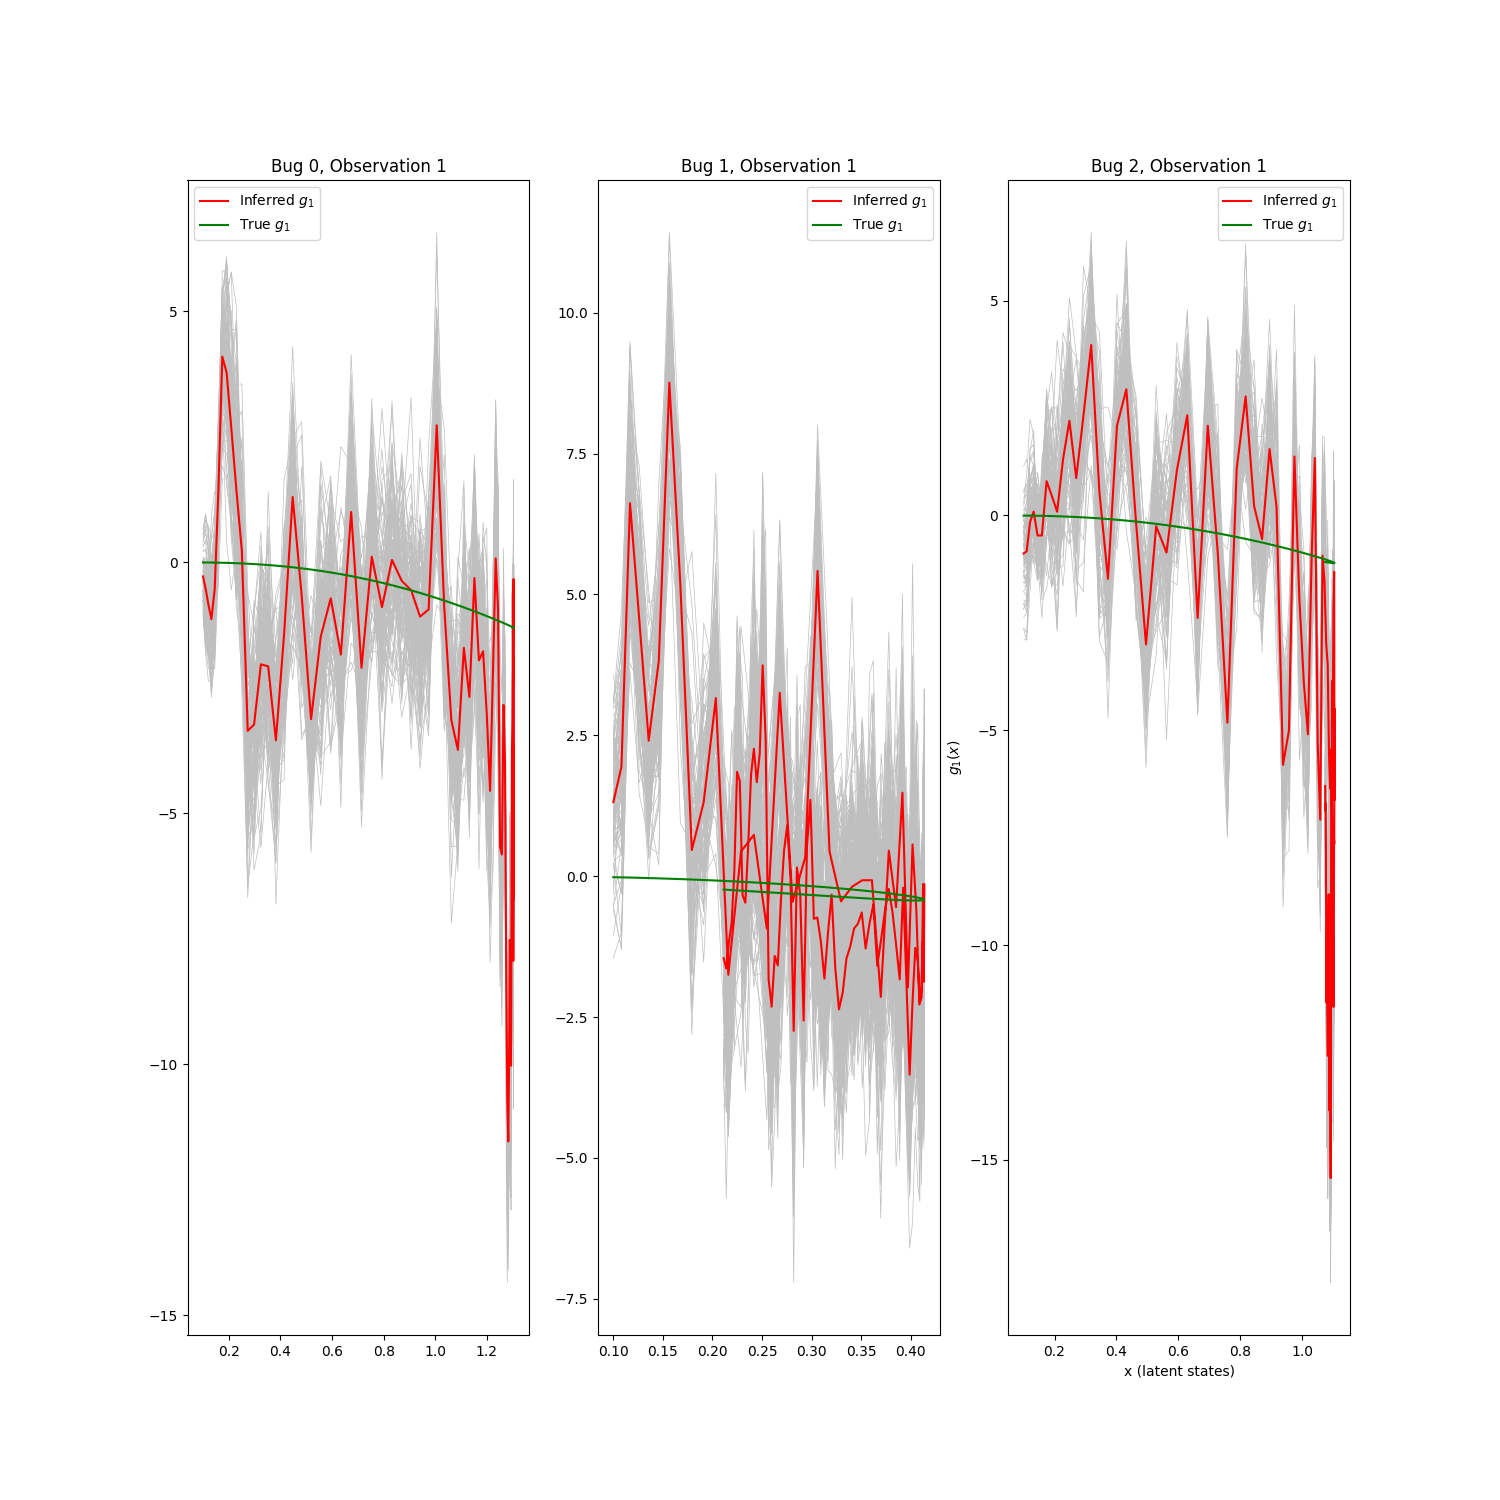 Bug 0, Observation 1
Inferred g₁
True g₁
5
0
−5
−10
−15
0.2 0.4 0.6 0.8 1.0 1.2
Bug 1, Observation 1
Inferred g₁
True g₁
10.0
7.5
5.0
2.5
0.0
−2.5
−5.0
−7.5
0.10 0.15 0.20 0.25 0.30 0.35 0.40
Bug 2, Observation 1
Inferred g₁
True g₁
g₁(x)
5
0
−5
−10
−15
0.2 0.4 0.6 0.8 1.0
x (latent states)